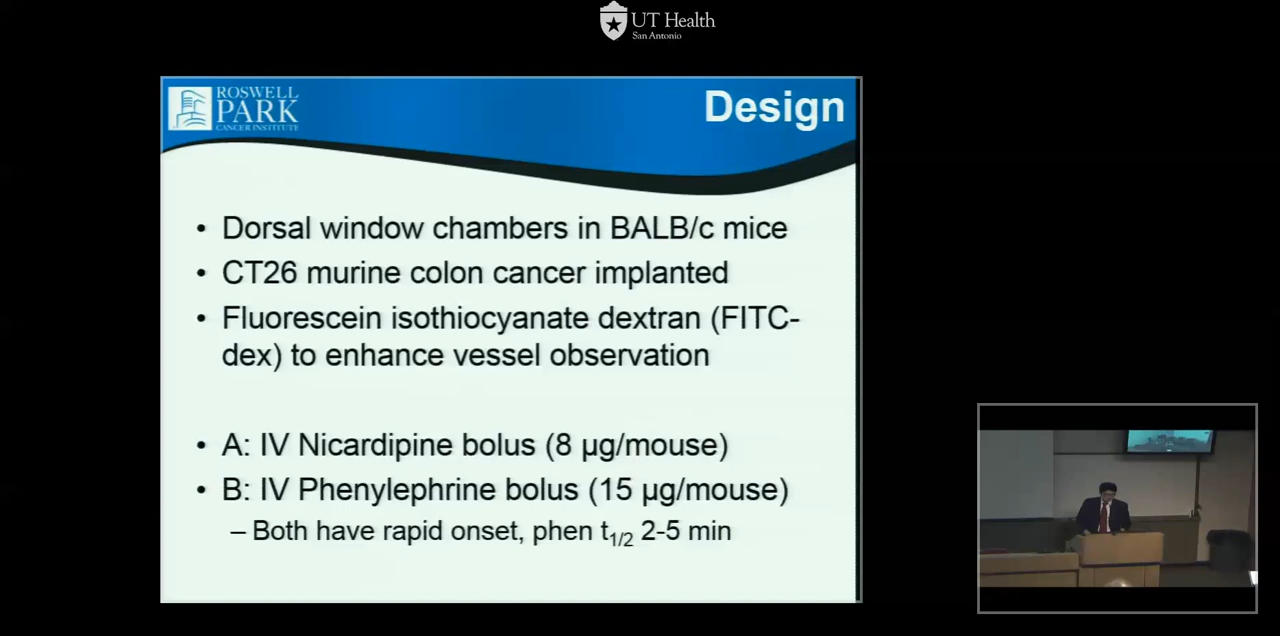 UT Health
San Antonio
ROSWELL
PARK
CANCER INSTITUTE
Design
• Dorsal window chambers in BALB/c mice
• CT26 murine colon cancer implanted
• Fluorescein isothiocyanate dextran (FITC-
dex) to enhance vessel observation
• A: IV Nicardipine bolus (8 µg/mouse)
• B: IV Phenylephrine bolus (15 µg/mouse)
– Both have rapid onset, phen t1/2 2-5 min